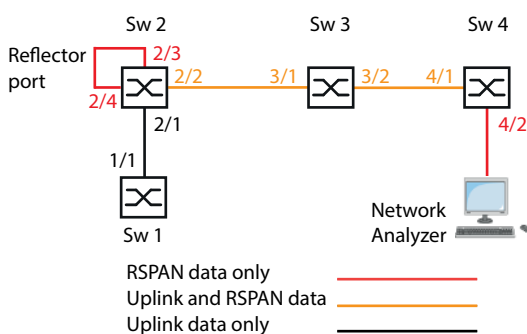 Sw 2
Sw 3
Sw 4
Reflector
port
2/3
2/2
3/1
3/2
4/1
2/4
2/1
4/2
1/1
Sw 1
Network
Analyzer
RSPAN data only
Uplink and RSPAN data
Uplink data only